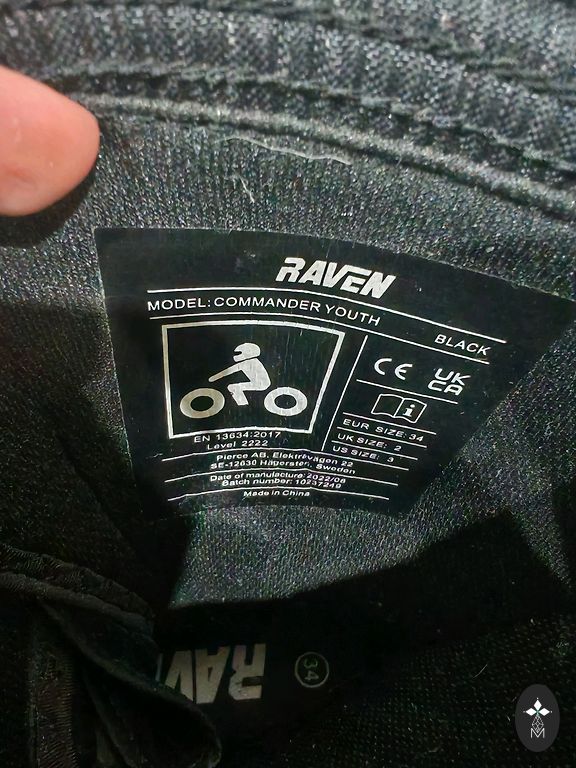 RAVEN
MODEL: COMMANDER YOUTH
BLACK
CE UK CA
i
EN 13634:2017
Level 2222
EUR SIZE: 34
UK SIZE: 2
US SIZE: 3
Pierce AB, Elektravägen 22
SE-12630 Hägersten, Sweden
Date of manufacture: 2022/08
Batch number: 10237249
Made in China
RAV
34
M